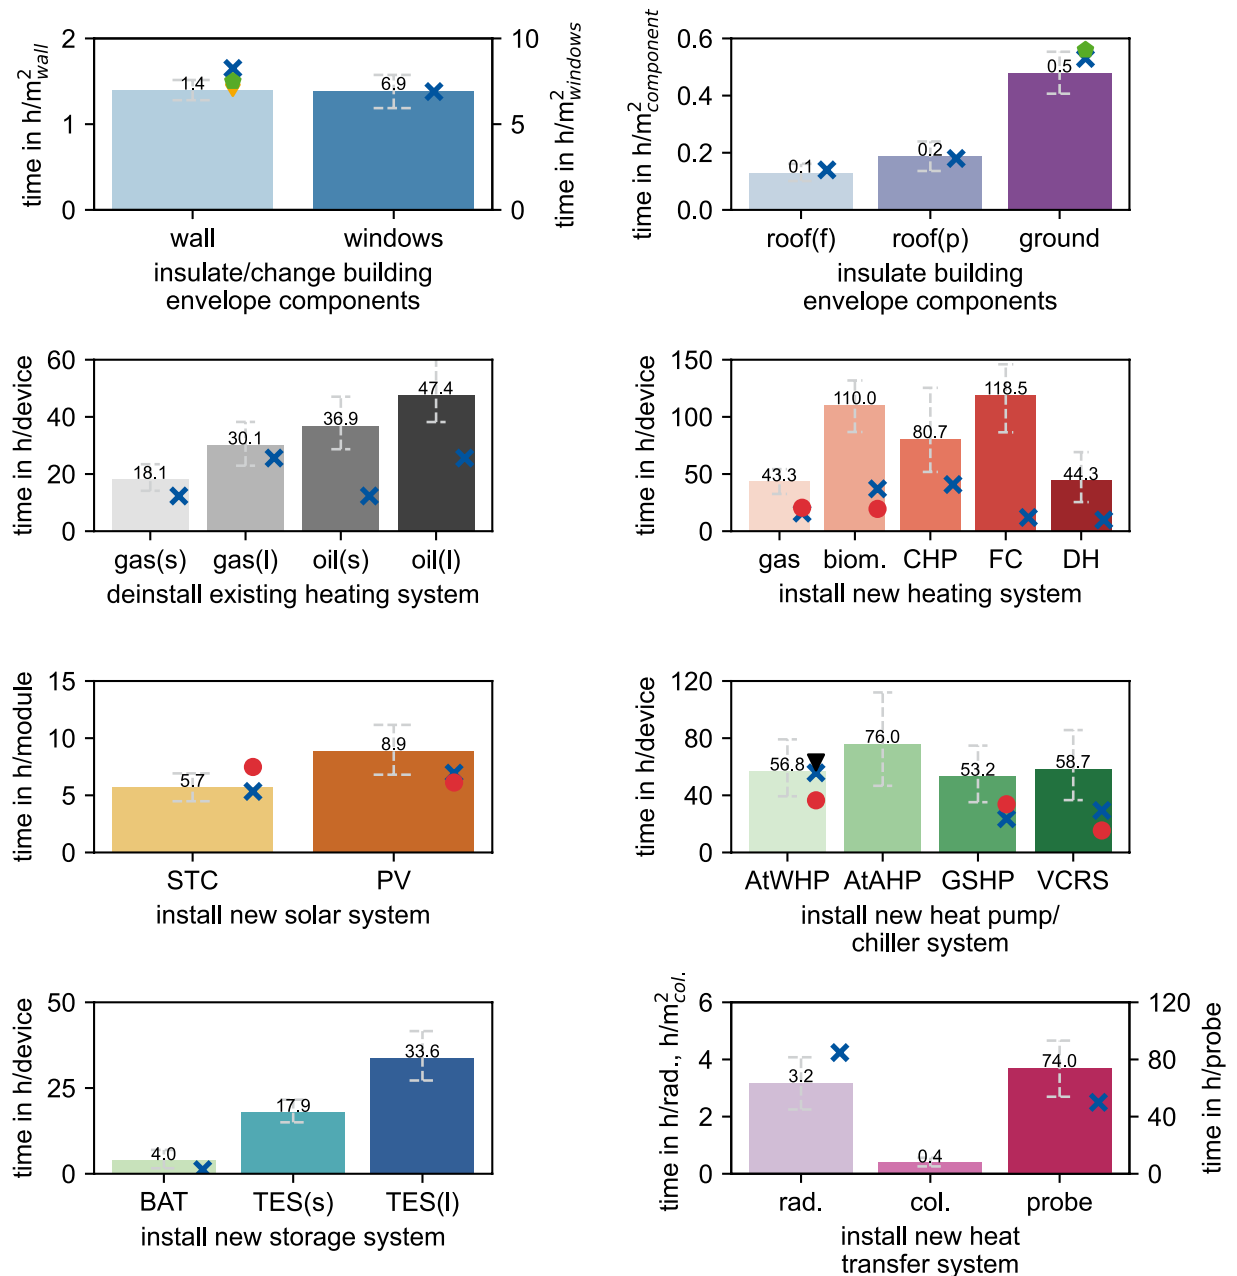 time in h/m²wall
2
1
0
1.4
6.9
10
5
0
time in h/m²windows
wall
windows
insulate/change building
envelope components
time in h/m²component
0.6
0.4
0.2
0.0
0.1
0.2
0.5
roof(f)
roof(p)
ground
insulate building
envelope components
time in h/device
60
40
20
0
18.1
30.1
36.9
47.4
gas(s)
gas(l)
oil(s)
oil(l)
deinstall existing heating system
time in h/device
150
100
50
0
43.3
110.0
80.7
118.5
44.3
gas
biom.
CHP
FC
DH
install new heating system
time in h/module
15
10
5
0
5.7
8.9
STC
PV
install new solar system
time in h/device
120
80
40
0
56.8
76.0
53.2
58.7
AtWHP
AtAHP
GSHP
VCRS
install new heat pump/
chiller system
time in h/device
50
25
0
4.0
17.9
33.6
BAT
TES(s)
TES(l)
install new storage system
time in h/rad., h/m²col.
6
4
2
0
3.2
0.4
74.0
120
80
40
0
time in h/probe
rad.
col.
probe
install new heat
transfer system